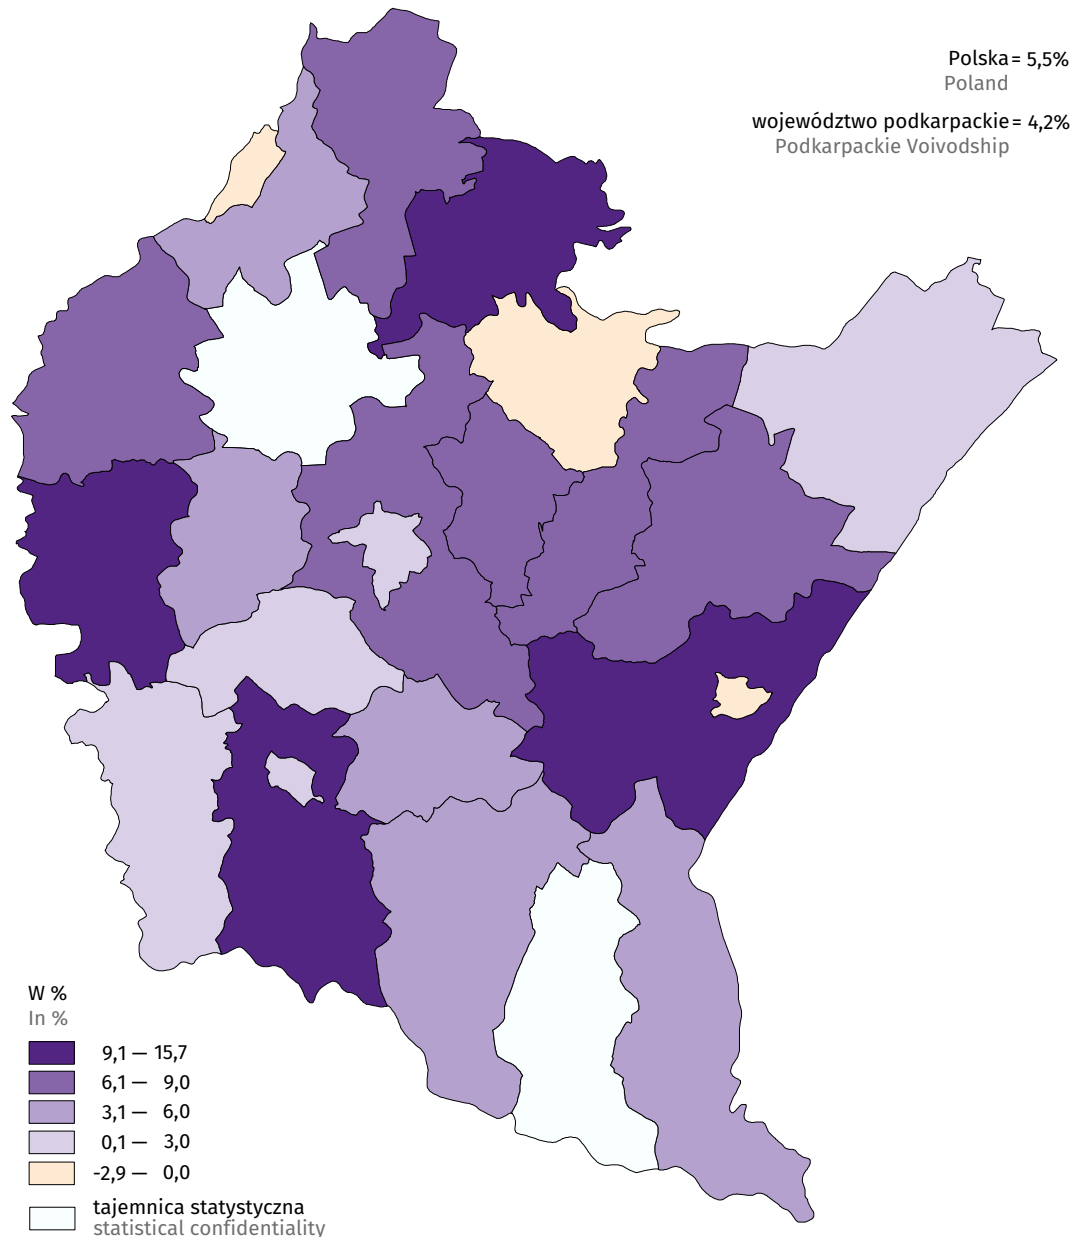 Polska= 5,5%
Poland
województwo podkarpackie= 4,2%
Podkarpackie Voivodship
W %
In %
9,1 — 15,7
6,1 — 9,0
3,1 — 6,0
0,1 — 3,0
-2,9 — 0,0
tajemnica statystyczna
statistical confidentiality